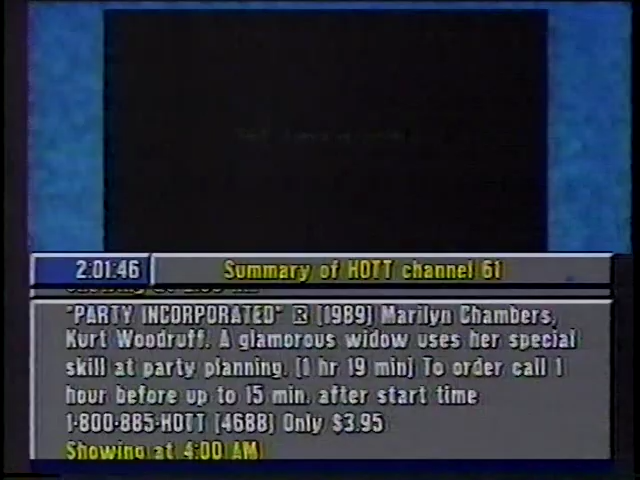 2:01:46
Summary of HOTT channel 61
"PARTY INCORPORATED" R (1989) Marilyn Chambers,
Kurt Woodruff. A glamorous widow uses her special
skill at party planning. (1 hr 19 min) To order call 1
hour before up to 15 min. after start time
1-800-885-HOTT (4688) Only $3.95
Showing at 4:00 AM